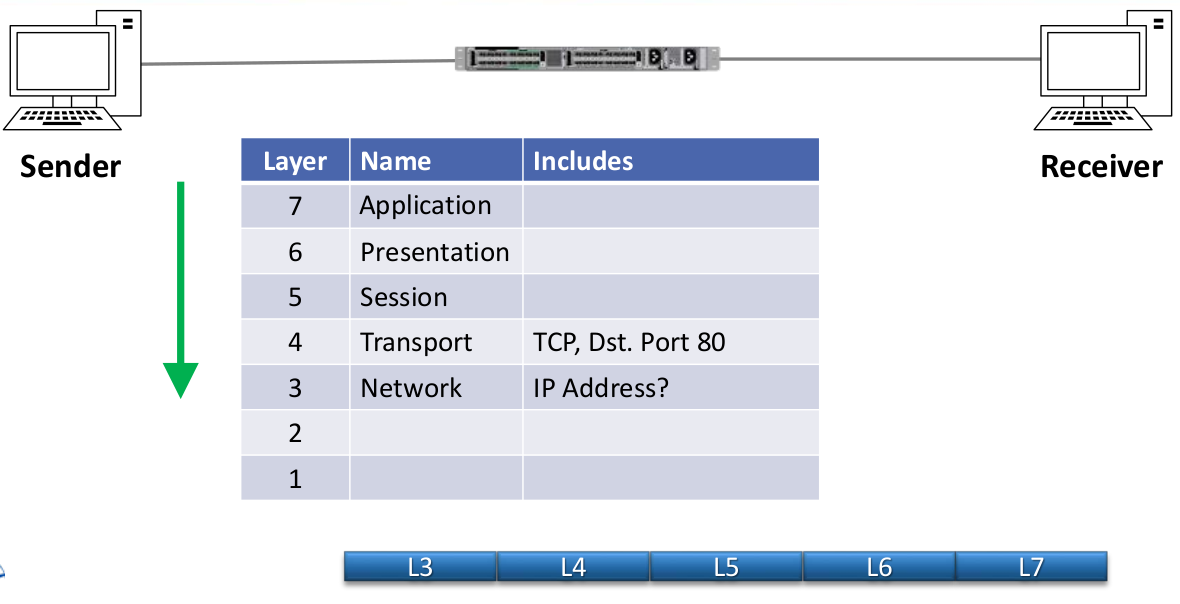 Sender
Receiver
Layer Name Includes
7 Application
6 Presentation
5 Session
4 Transport TCP, Dst. Port 80
3 Network IP Address?
2
1
L3 L4 L5 L6 L7